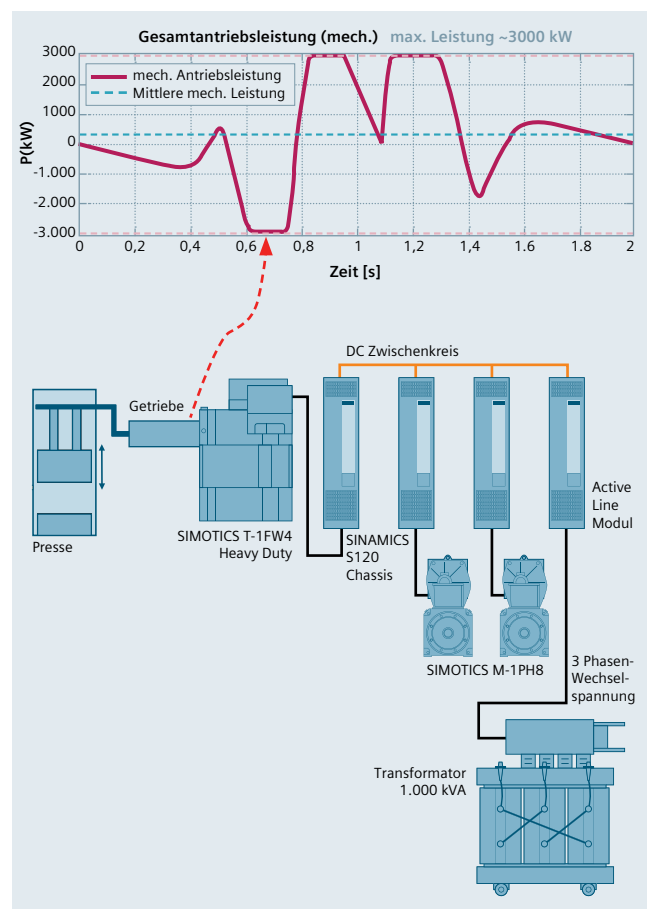 Gesamtantriebsleistung (mech.) max. Leistung ~3000 kW
3000
2000
1000
0
-1.000
-2.000
-3.000
P(kW)
mech. Antriebsleistung
Mittlere mech. Leistung
0 0,2 0,4 0,6 0,8 1 1,2 1,4 1.6 1.8 2
Zeit [s]
DC Zwischenkreis
Getriebe
Presse
SIMOTICS T-1FW4
Heavy Duty
SINAMICS
S120
Chassis
Active
Line
Modul
SIMOTICS M-1PH8
3 Phasen-
Wechsel-
spannung
Transformator
1.000 kVA